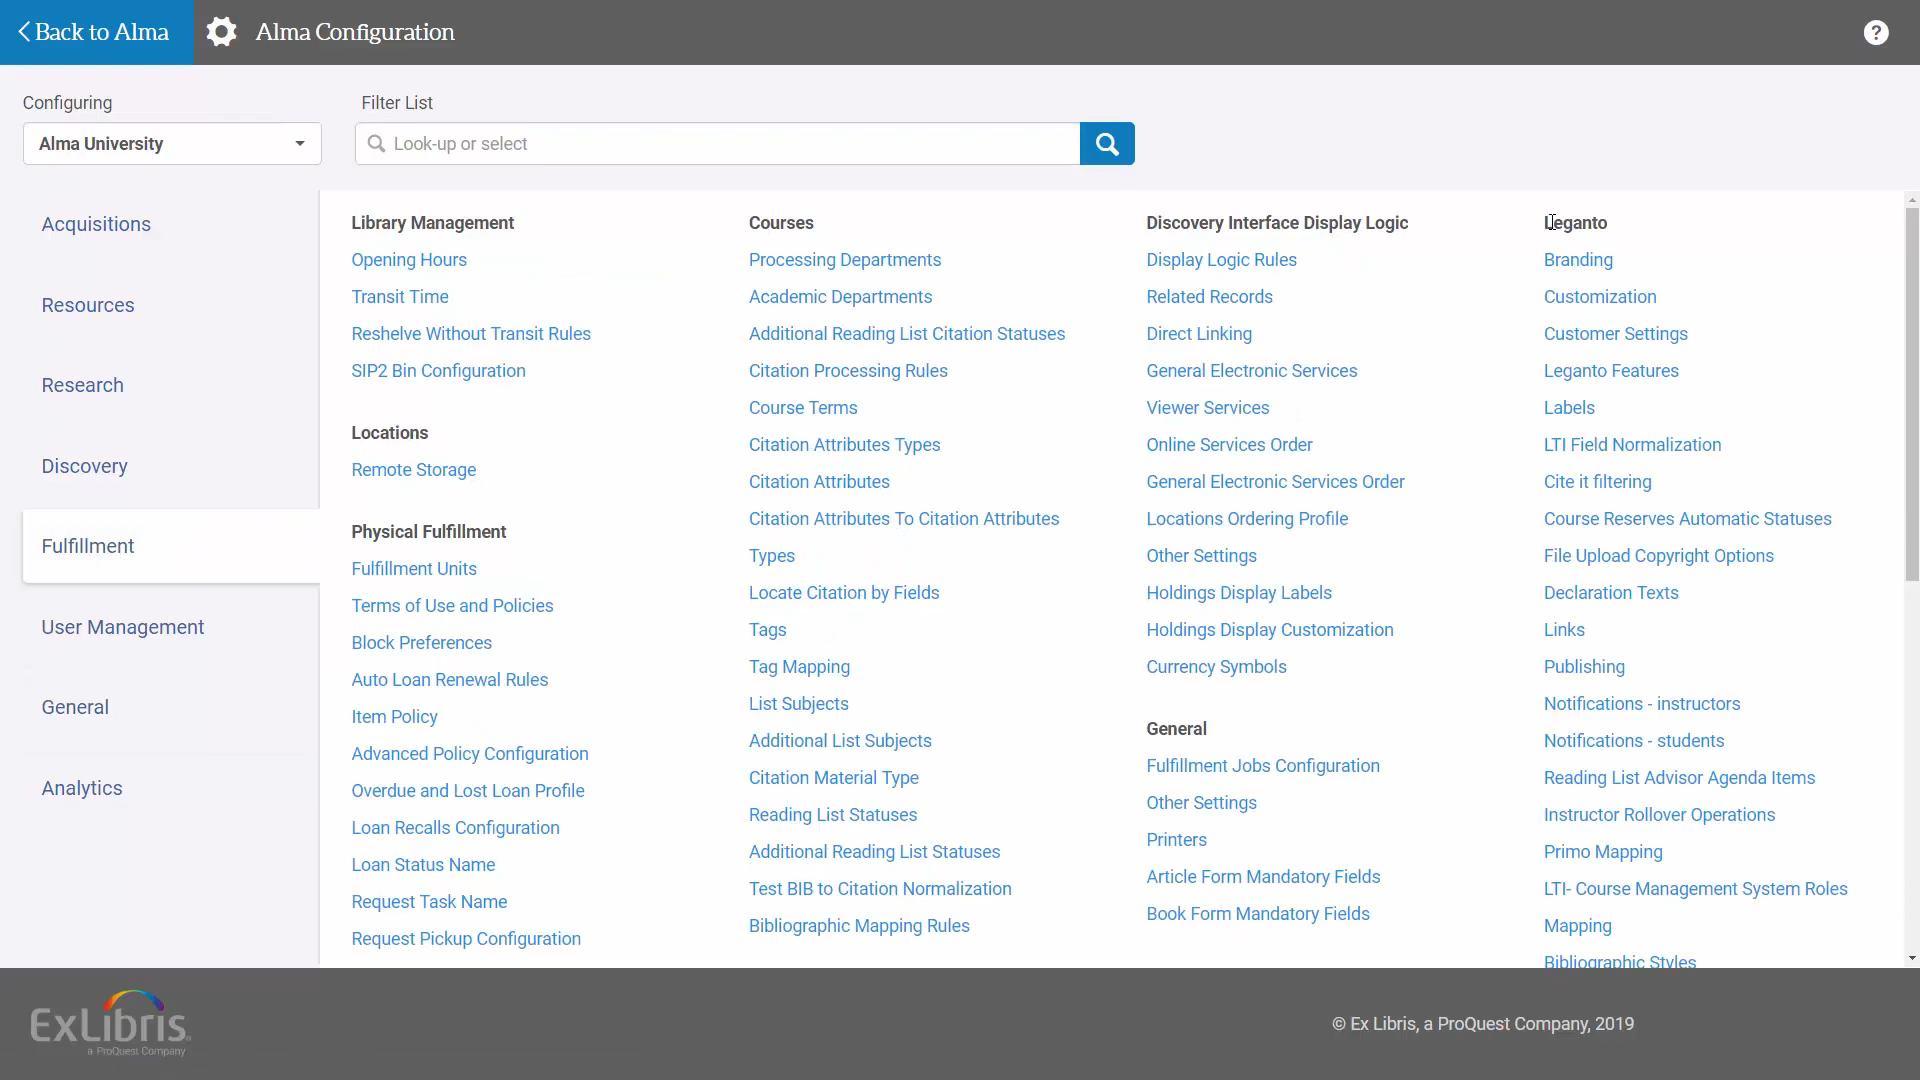 Back to Alma
Alma Configuration
?
Configuring
Alma University
Filter List
Look-up or select
Acquisitions
Resources
Research
Discovery
Fulfillment
User Management
General
Analytics
Library Management
Opening Hours
Transit Time
Reshelve Without Transit Rules
SIP2 Bin Configuration
Locations
Remote Storage
Physical Fulfillment
Fulfillment Units
Terms of Use and Policies
Block Preferences
Auto Loan Renewal Rules
Item Policy
Advanced Policy Configuration
Overdue and Lost Loan Profile
Loan Recalls Configuration
Loan Status Name
Request Task Name
Request Pickup Configuration
Courses
Processing Departments
Academic Departments
Additional Reading List Citation Statuses
Citation Processing Rules
Course Terms
Citation Attributes Types
Citation Attributes
Citation Attributes To Citation Attributes
Types
Locate Citation by Fields
Tags
Tag Mapping
List Subjects
Additional List Subjects
Citation Material Type
Reading List Statuses
Additional Reading List Statuses
Test BIB to Citation Normalization
Bibliographic Mapping Rules
Discovery Interface Display Logic
Display Logic Rules
Related Records
Direct Linking
General Electronic Services
Viewer Services
Online Services Order
General Electronic Services Order
Locations Ordering Profile
Other Settings
Holdings Display Labels
Holdings Display Customization
Currency Symbols
General
Fulfillment Jobs Configuration
Other Settings
Printers
Article Form Mandatory Fields
Book Form Mandatory Fields
Leganto
Branding
Customization
Customer Settings
Leganto Features
Labels
LTI Field Normalization
Cite it filtering
Course Reserves Automatic Statuses
File Upload Copyright Options
Declaration Texts
Links
Publishing
Notifications - instructors
Notifications - students
Reading List Advisor Agenda Items
Instructor Rollover Operations
Primo Mapping
LTI- Course Management System Roles
Mapping
Bibliographic Styles
ExLibris
a ProQuest Company
© Ex Libris, a ProQuest Company, 2019